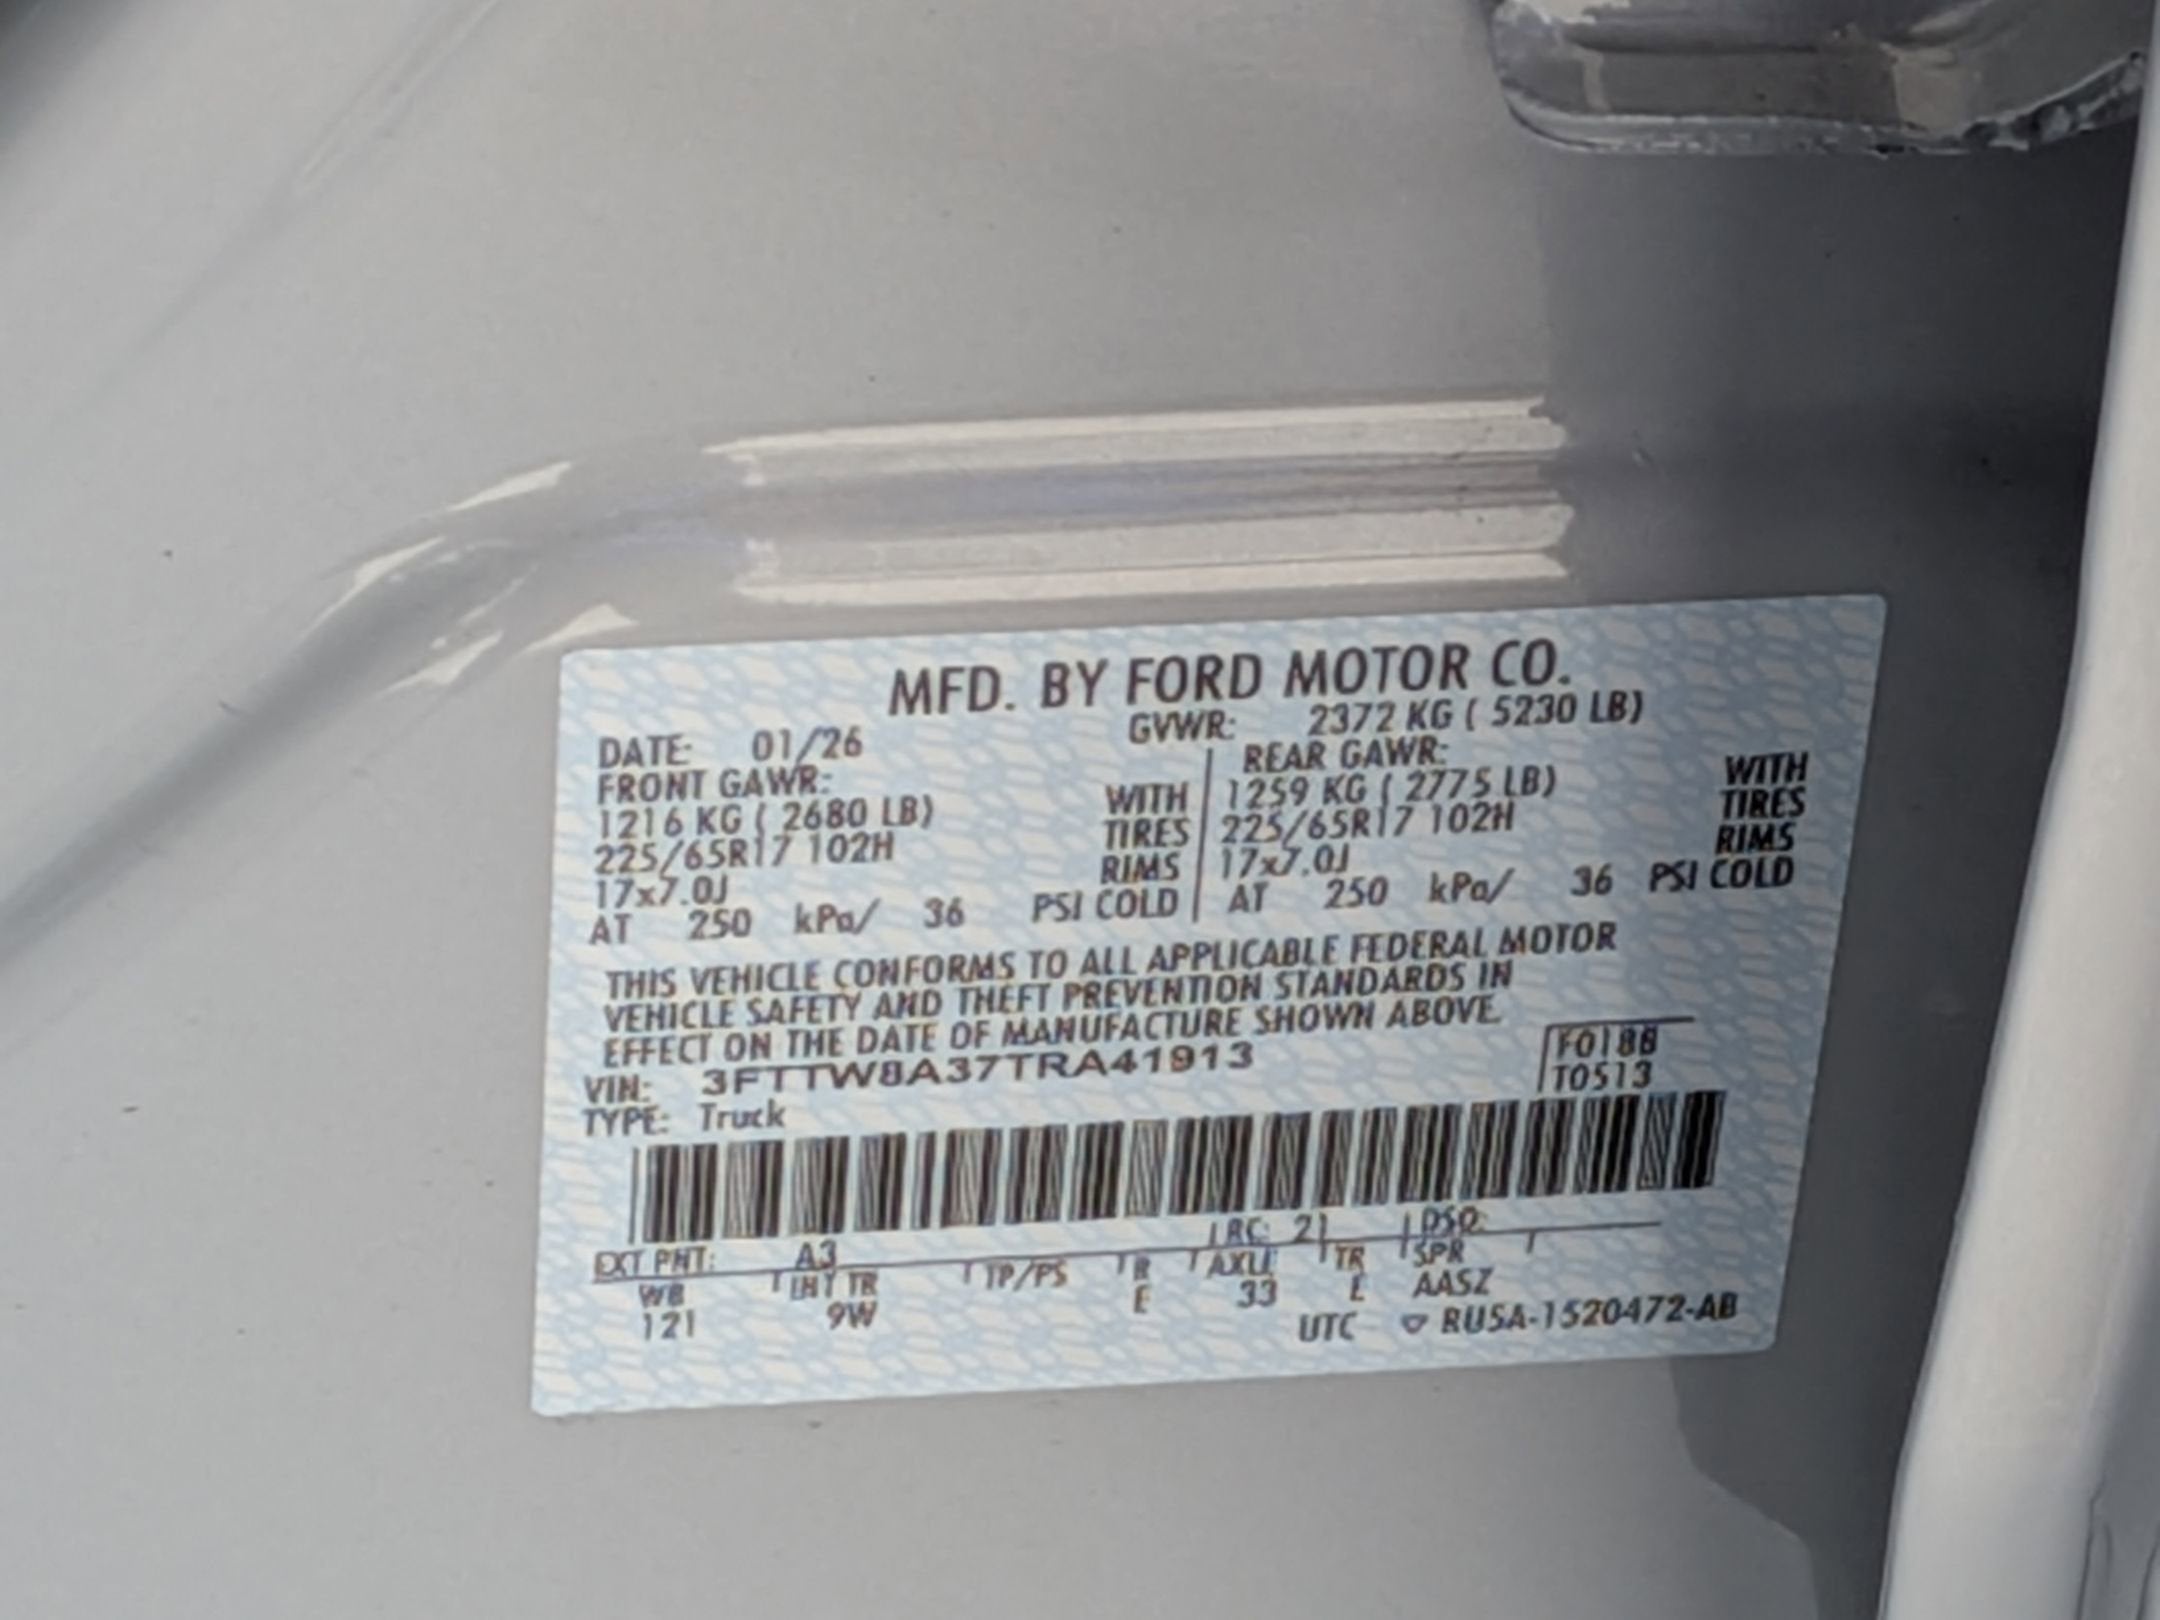 MFD. BY FORD MOTOR CO.
DATE: 01/26 GVWR: 2372 KG ( 5230 LB)
FRONT GAWR: REAR GAWR:
1216 KG ( 2680 LB) WITH 1259 KG ( 2775 LB) WITH
225/65R17 102H TIRES 225/65R17 102H TIRES
17x7.0J RIMS 17x7.0J RIMS
AT 250 kPa/ 36 PSI COLD AT 250 kPa/ 36 PSI COLD
THIS VEHICLE CONFORMS TO ALL APPLICABLE FEDERAL MOTOR
VEHICLE SAFETY AND THEFT PREVENTION STANDARDS IN
EFFECT ON THE DATE OF MANUFACTURE SHOWN ABOVE.
VIN: 3FTTW8A37TRA41913 F0188
TYPE: Truck T0513
EXT PNT: A3 RC: 21 DSO:
WB INT TR TP/PS R AXLE TR SPR
121 9W E 33 E AASZ
UTC RU5A-1520472-AB